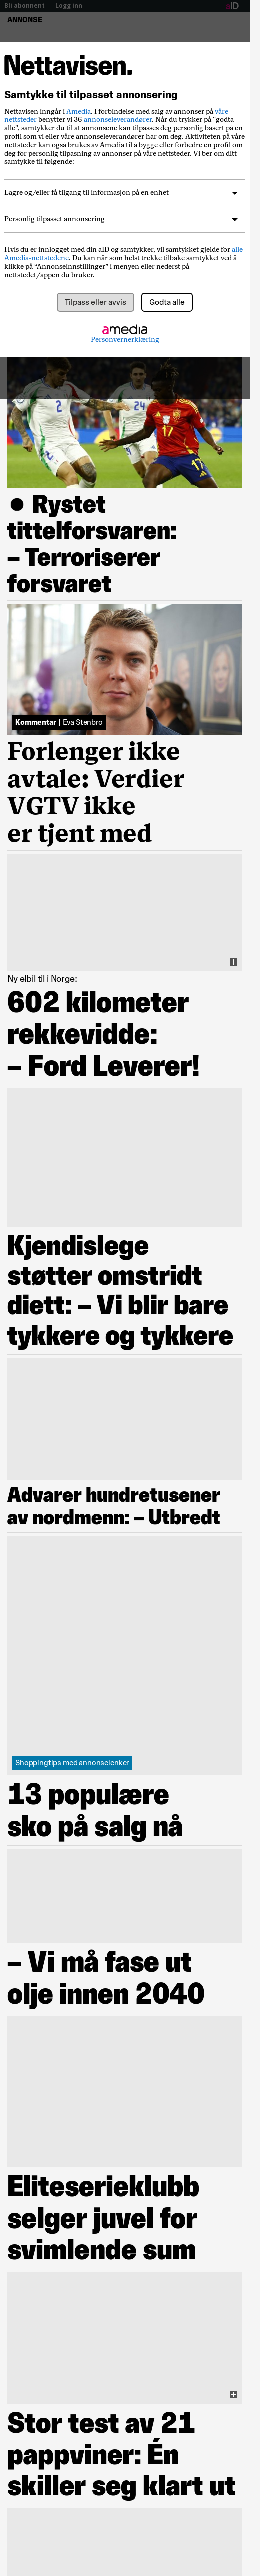 Bli abonnent | Logg inn
aID
ANNONSE
Nettavisen.
Samtykke til tilpasset annonsering
Nettavisen inngår i Amedia. I forbindelse med salg av annonser på våre
nettsteder benytter vi 36 annonseleverandører. Når du trykker på "godta
alle", samtykker du til at annonsene kan tilpasses deg personlig basert på en
profil som vi eller våre annonseleverandører har om deg. Aktiviteten på våre
nettsteder kan også brukes av Amedia til å bygge eller forbedre en profil om
deg for personlig tilpasning av annonser på våre nettsteder. Vi ber om ditt
samtykke til følgende:
Lagre og/eller få tilgang til informasjon på en enhet
Personlig tilpasset annonsering
Hvis du er innlogget med din aID og samtykker, vil samtykket gjelde for alle
Amedia-nettstedene. Du kan når som helst trekke tilbake samtykket ved å
klikke på “Annonseinnstillinger” i menyen eller nederst på
nettstedet/appen du bruker.
Tilpass eller avvis
Godta alle
amedia
Personvernerklæring
● Rystet
tittelforsvaren:
– Terroriserer
forsvaret
Kommentar | Eva Stenbro
Forlenger ikke
avtale: Verdier
VGTV ikke
er tjent med
Ny elbil til i Norge:
602 kilometer
rekkevidde:
– Ford Leverer!
Kjendislege
støtter omstridt
diett: – Vi blir bare
tykkere og tykkere
Advarer hundretusener
av nordmenn: – Utbredt
Shoppingtips med annonselenker
13 populære
sko på salg nå
– Vi må fase ut
olje innen 2040
Eliteserieklubb
selger juvel for
svimlende sum
Stor test av 21
pappviner: Én
skiller seg klart ut